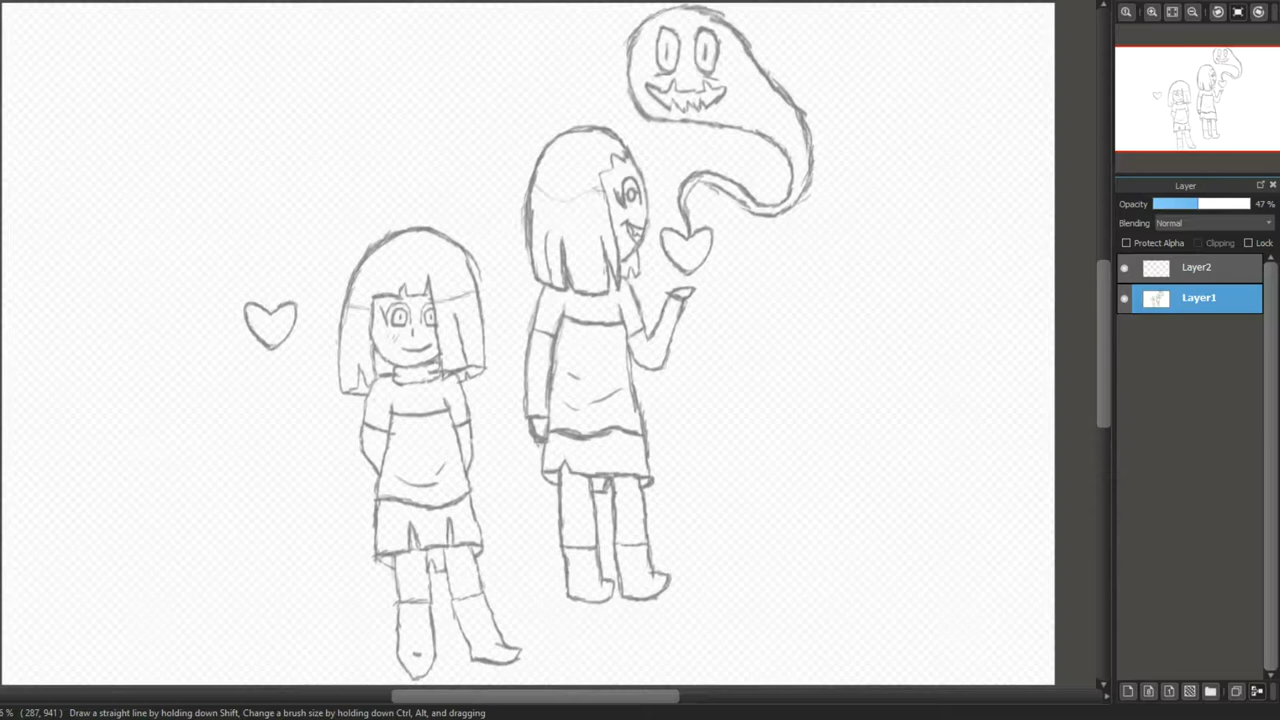 Layer
Opacity 47 %
Blending Normal
Protect Alpha Clipping Lock
Layer2
Layer1
% ( 287, 941 ) Draw a straight line by holding down Shift, Change a brush size by holding down Ctrl, Alt, and dragging